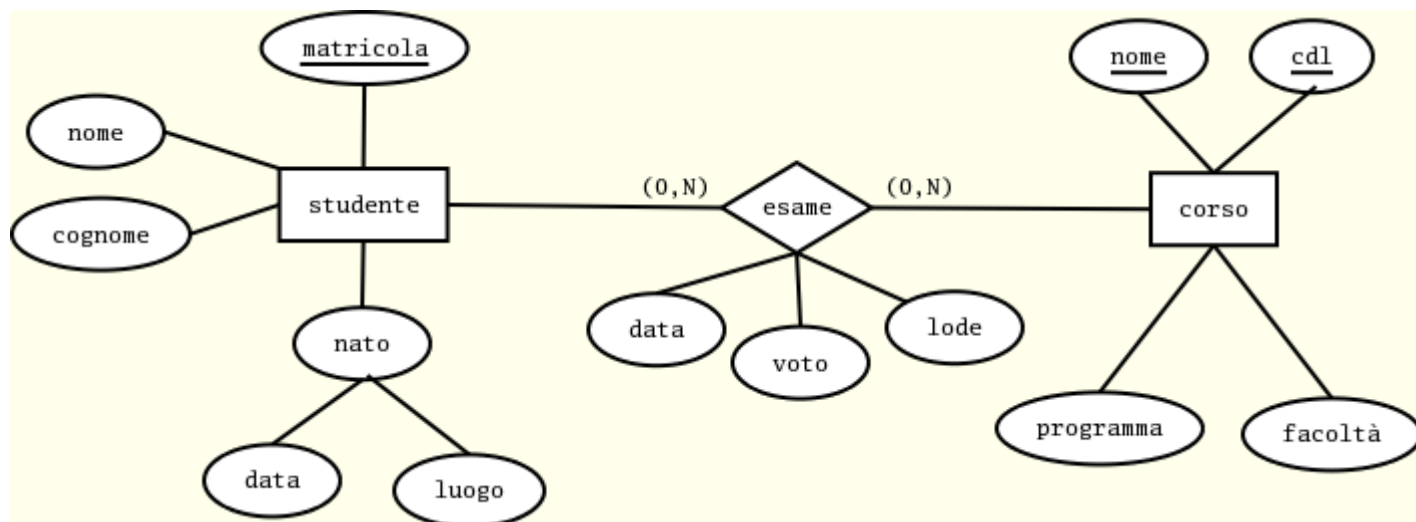 matricola
nome
cdl
nome
cognome
studente
(0,N)
esame
(0,N)
corso
nato
data
voto
lode
programma
facoltà
data
luogo